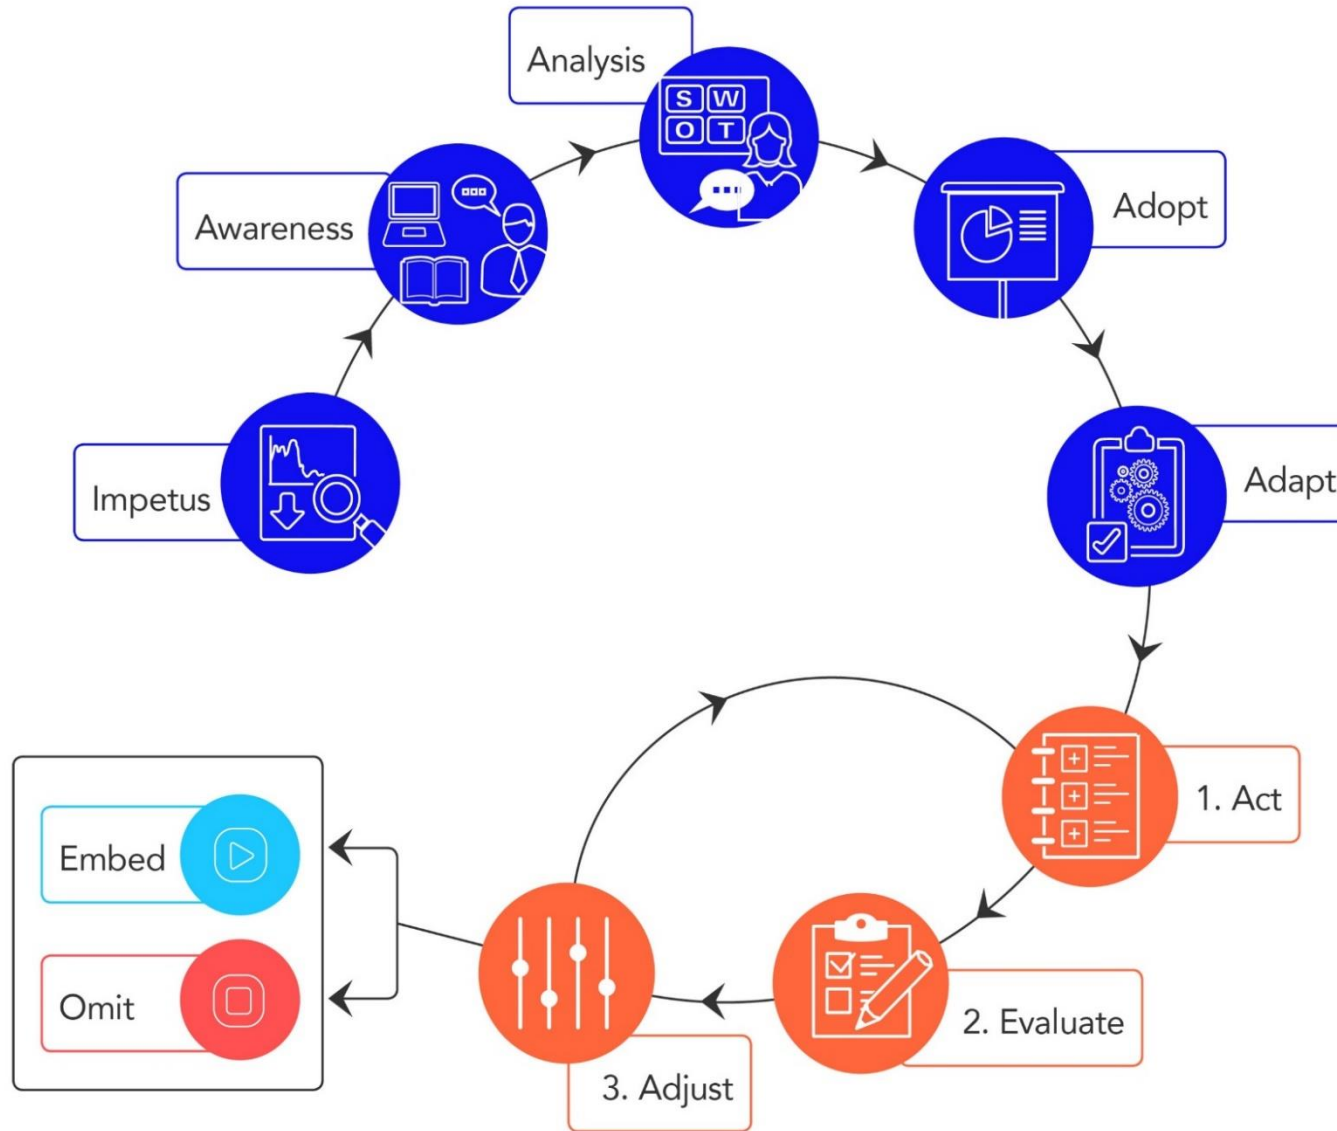 Analysis
S W
O T
Adopt
Awareness
Adapt
Impetus
1. Act
Embed
2. Evaluate
Omit
3. Adjust